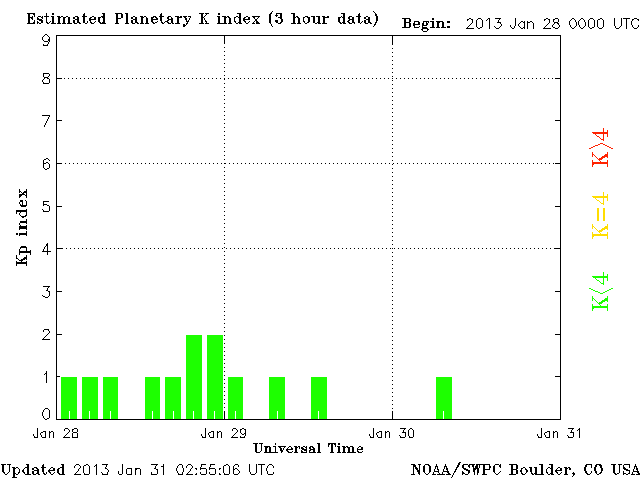 Estimated Planetary K index (3 hour data) Begin: 2013 Jan 28 0000 UTC
9
8
7
6
5
4
3
2
1
0
Kp index
Jan 28 Jan 29 Jan 30 Jan 31
Universal Time
K<4 K=4 K>4
Updated 2013 Jan 31 02:55:06 UTC NOAA/SWPC Boulder, CO USA